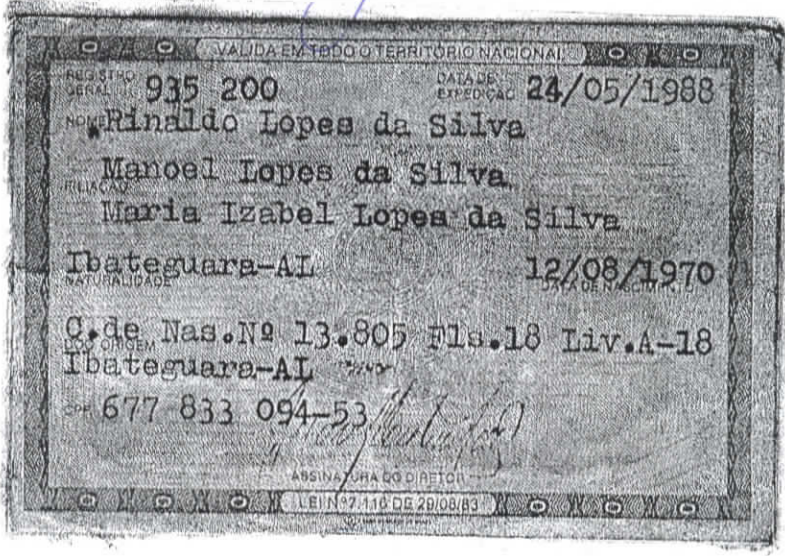 VÁLIDA EM TODO O TERRITÓRIO NACIONAL
REGISTRO GERAL 935 200 DATA DE EXPEDIÇÃO 24/05/1988
NOME Rinaldo Lopes da Silva
Manoel Lopes da Silva
FILIAÇÃO
Maria Izabel Lopes da Silva
Ibateguara-AL 12/08/1970
NATURALIDADE DATA DE NASCIMENTO
C.de Nas.Nº 13.805 Fls.18 Liv.A-18
DOC ORIGEM
Ibateguara-AL
CPF 677 833 094-53
ASSINATURA DO DIRETOR
LEI Nº 7.116 DE 29/08/83